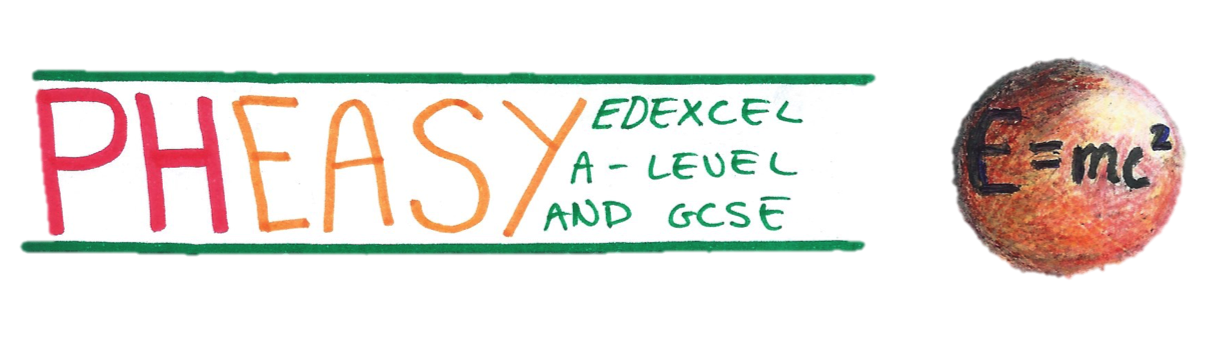 PHEASY
EDEXCEL
A-LEVEL
AND GCSE
E=mc²